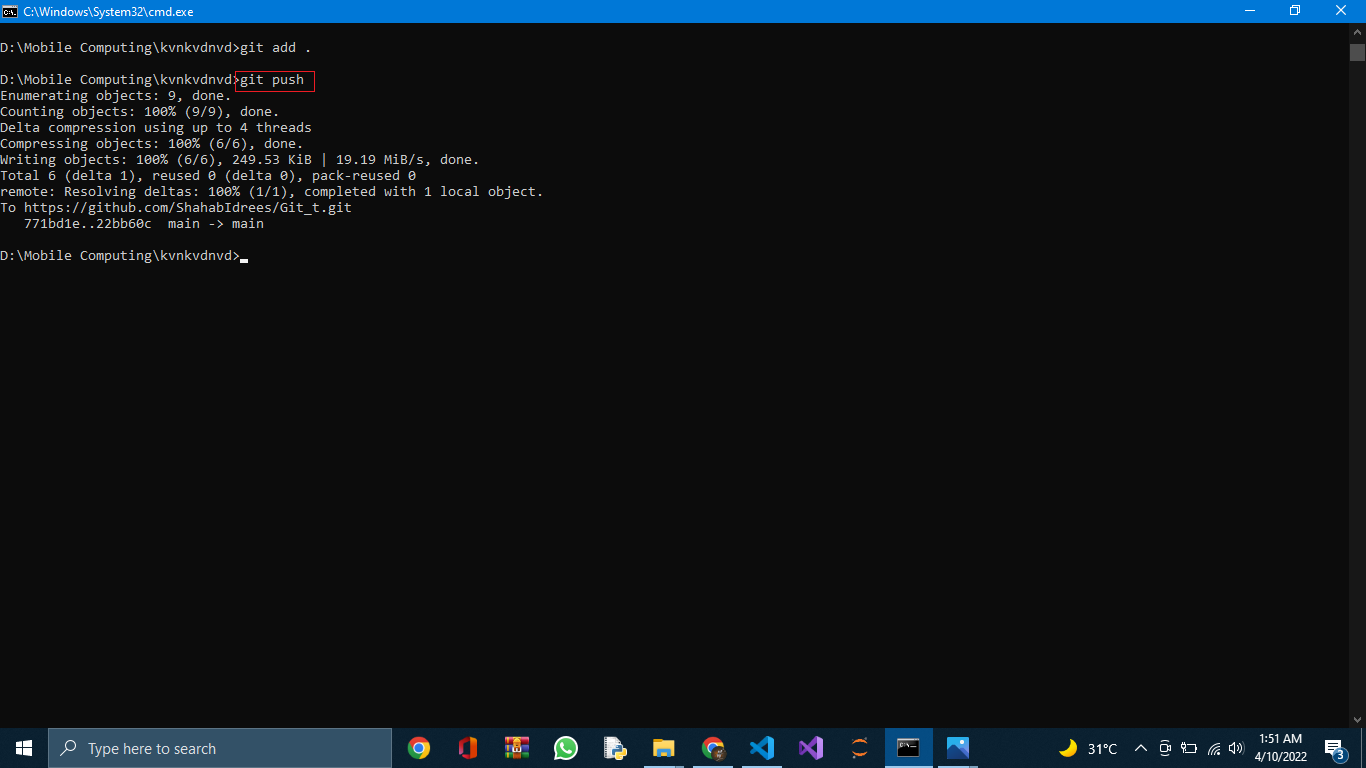 C:\Windows\System32\cmd.exe
D:\Mobile Computing\kvnkvdnvd>git add .
D:\Mobile Computing\kvnkvdnvd>git push
Enumerating objects: 9, done.
Counting objects: 100% (9/9), done.
Delta compression using up to 4 threads
Compressing objects: 100% (6/6), done.
Writing objects: 100% (6/6), 249.53 KiB | 19.19 MiB/s, done.
Total 6 (delta 1), reused 0 (delta 0), pack-reused 0
remote: Resolving deltas: 100% (1/1), completed with 1 local object.
To https://github.com/ShahabIdrees/Git_t.git
   771bd1e..22bb60c  main -> main
D:\Mobile Computing\kvnkvdnvd>
Type here to search
31°C
1:51 AM
4/10/2022
3